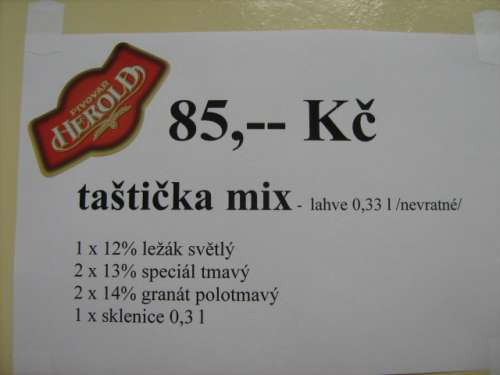 PIVOVAR
HEROLD
85,-- Kč
taštička mix - lahve 0,33 l /nevratné/
1 x 12% ležák světlý
2 x 13% speciál tmavý
2 x 14% granát polotmavý
1 x sklenice 0,3 l